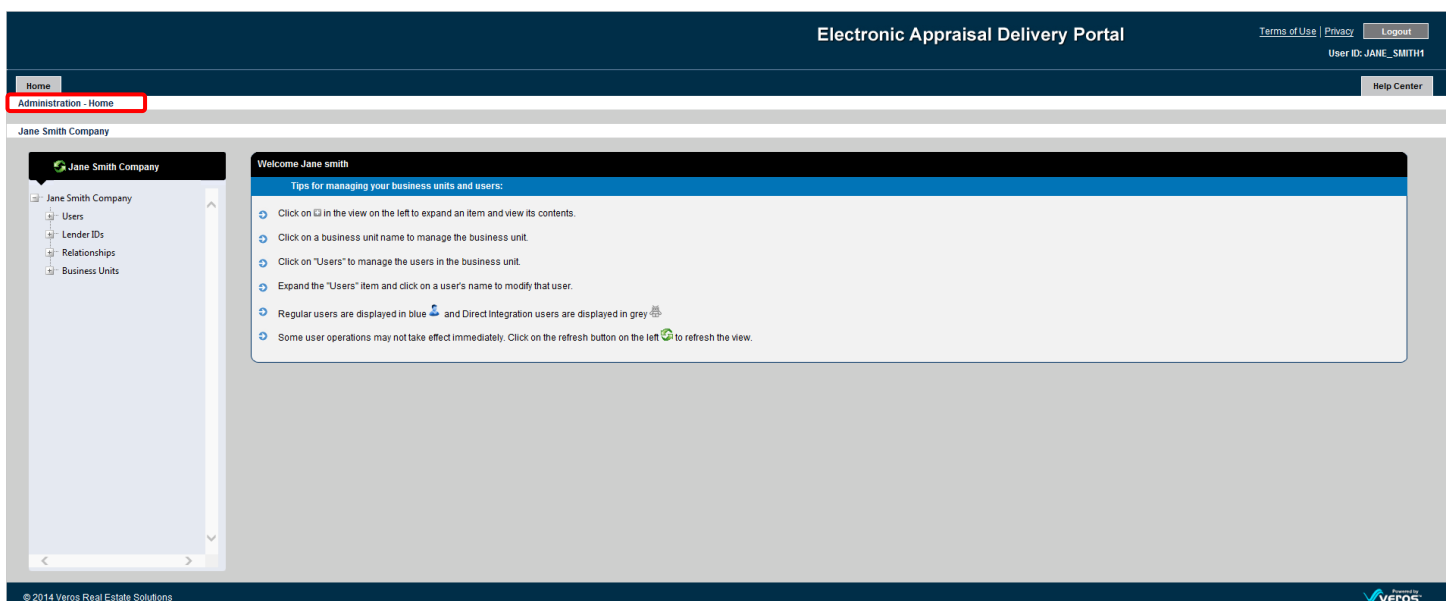 Electronic Appraisal Delivery Portal
Terms of Use | Privacy
Logout
User ID: JANE_SMITH1
Home
Help Center
Administration - Home
Jane Smith Company
Jane Smith Company
Jane Smith Company
Users
Lender IDs
Relationships
Business Units
Welcome Jane smith
Tips for managing your business units and users:
Click on in the view on the left to expand an item and view its contents.
Click on a business unit name to manage the business unit.
Click on "Users" to manage the users in the business unit.
Expand the "Users" item and click on a user's name to modify that user.
Regular users are displayed in blue and Direct Integration users are displayed in grey
Some user operations may not take effect immediately. Click on the refresh button on the left to refresh the view.
© 2014 Veros Real Estate Solutions
Powered by
veros